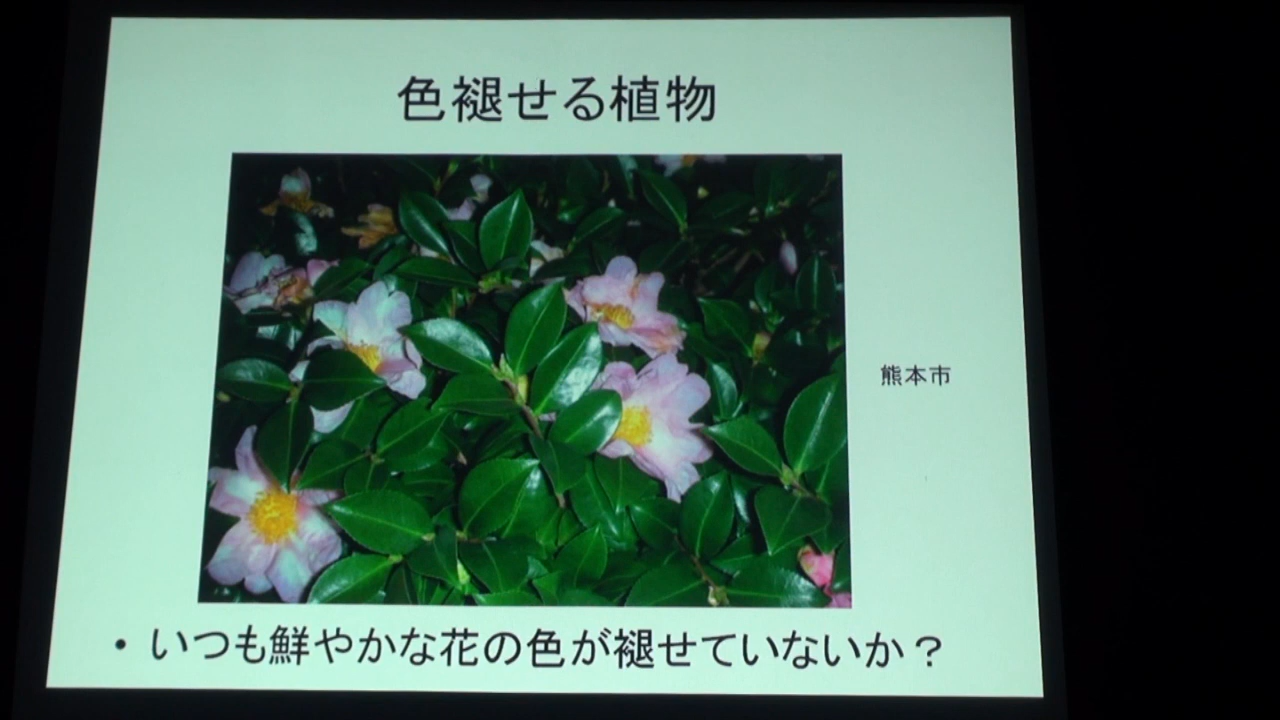 色褪せる植物
熊本市
• いつも鮮やかな花の色が褪せていないか？